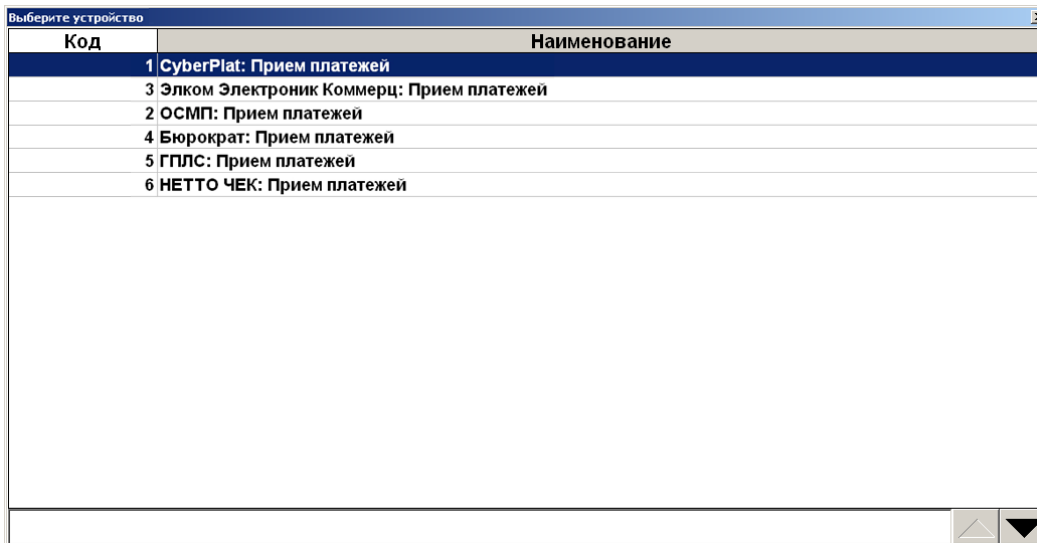 Выберите устройство
Код Наименование
1 CyberPlat: Прием платежей
3 Элком Электроник Коммерц: Прием платежей
2 ОСМП: Прием платежей
4 Бюрократ: Прием платежей
5 ГПЛС: Прием платежей
6 НЕТТО ЧЕК: Прием платежей